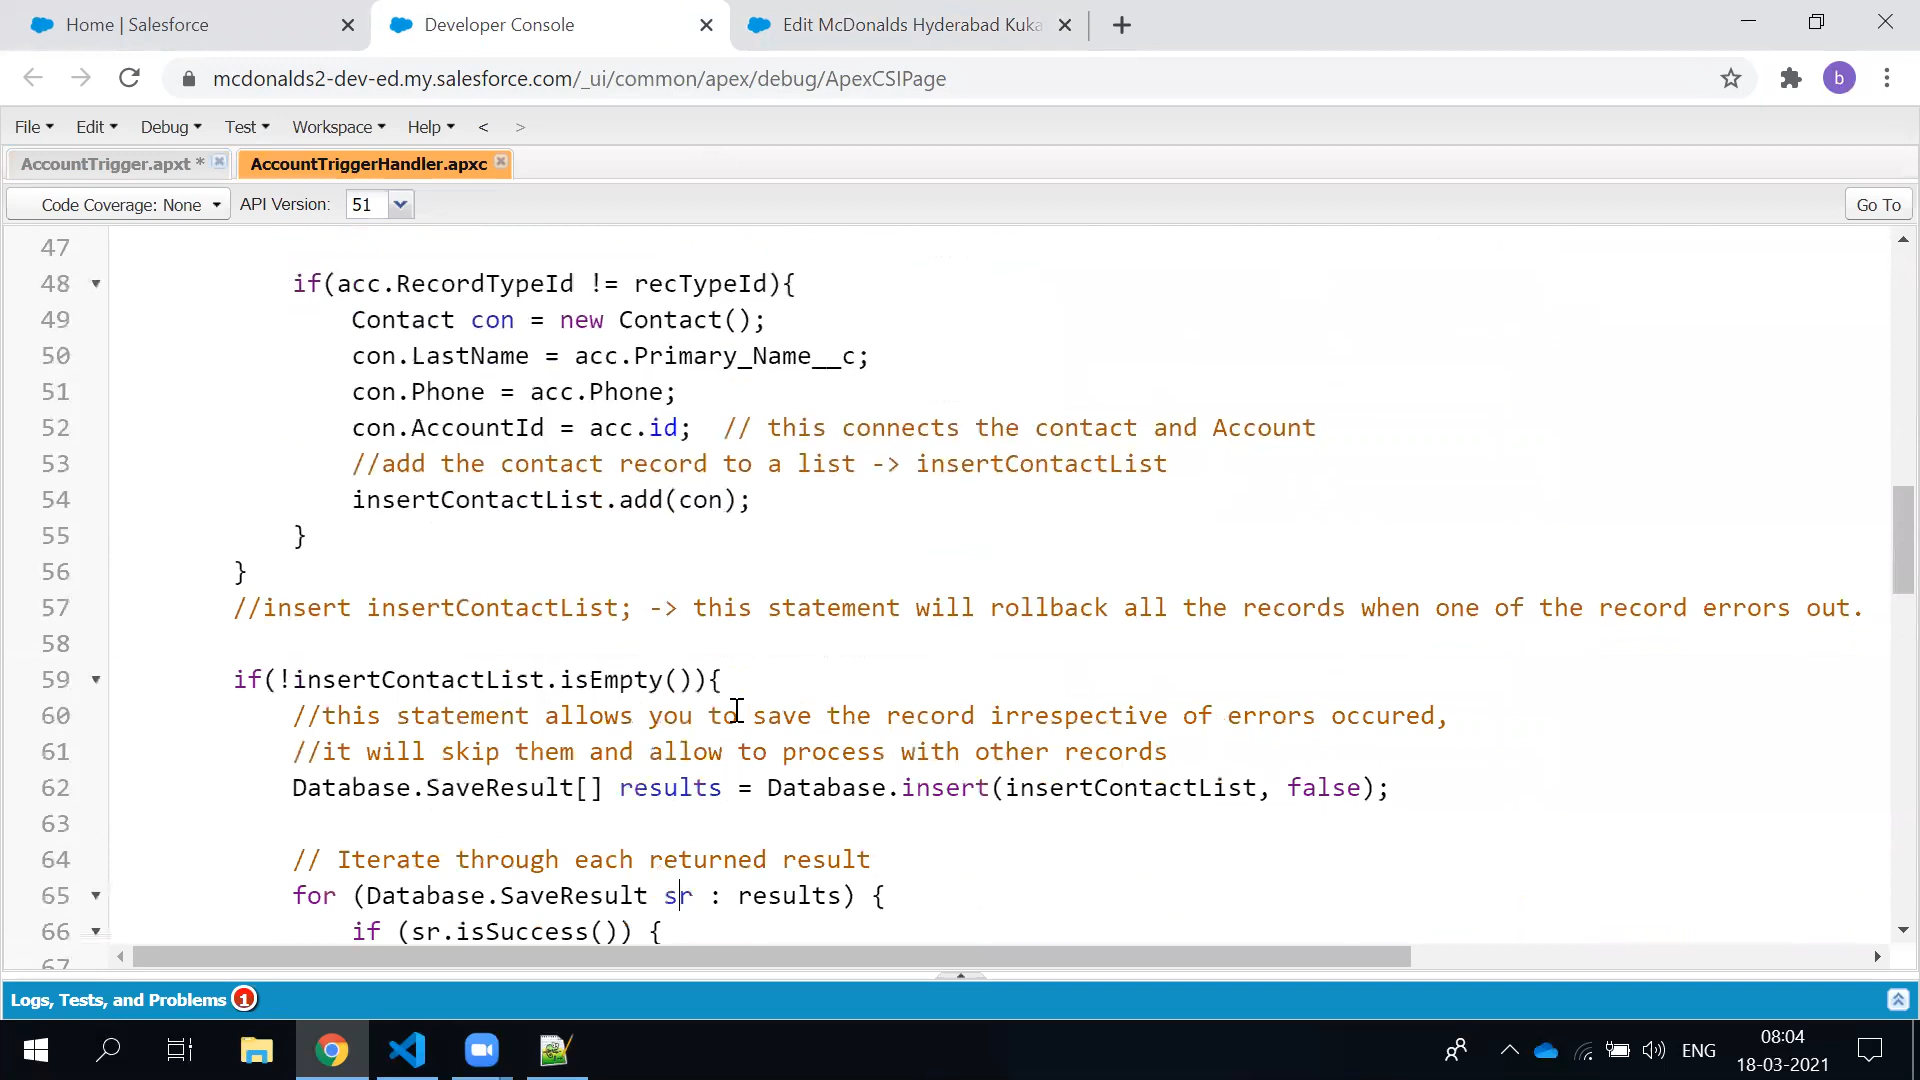 Home | Salesforce
Developer Console
Edit McDonalds Hyderabad Kuka
mcdonalds2-dev-ed.my.salesforce.com/_ui/common/apex/debug/ApexCSIPage
b
File Edit Debug Test Workspace Help < >
AccountTrigger.apxt *
AccountTriggerHandler.apxc
Code Coverage: None API Version: 51 Go To
47
48 if(acc.RecordTypeId != recTypeId){
49 Contact con = new Contact();
50 con.LastName = acc.Primary_Name__c;
51 con.Phone = acc.Phone;
52 con.AccountId = acc.id; // this connects the contact and Account
53 //add the contact record to a list -> insertContactList
54 insertContactList.add(con);
55 }
56 }
57 //insert insertContactList; -> this statement will rollback all the records when one of the record errors out.
58
59 if(!insertContactList.isEmpty()){
60 //this statement allows you to save the record irrespective of errors occured,
61 //it will skip them and allow to process with other records
62 Database.SaveResult[] results = Database.insert(insertContactList, false);
63
64 // Iterate through each returned result
65 for (Database.SaveResult sr : results) {
66 if (sr.isSuccess()) {
67
Logs, Tests, and Problems 1
ENG
08:04
18-03-2021